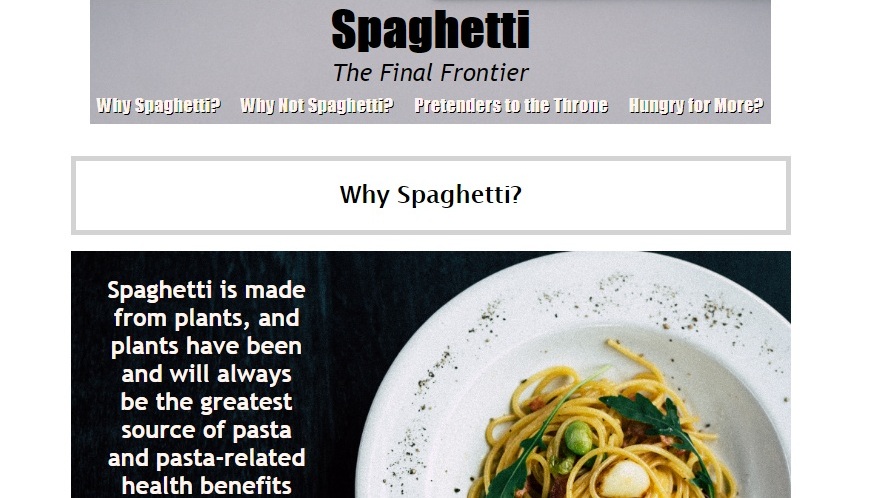 Spaghetti
The Final Frontier
Why Spaghetti? Why Not Spaghetti? Pretenders to the Throne Hungry for More?
Why Spaghetti?
Spaghetti is made
from plants, and
plants have been
and will always
be the greatest
source of pasta
and pasta-related
health benefits